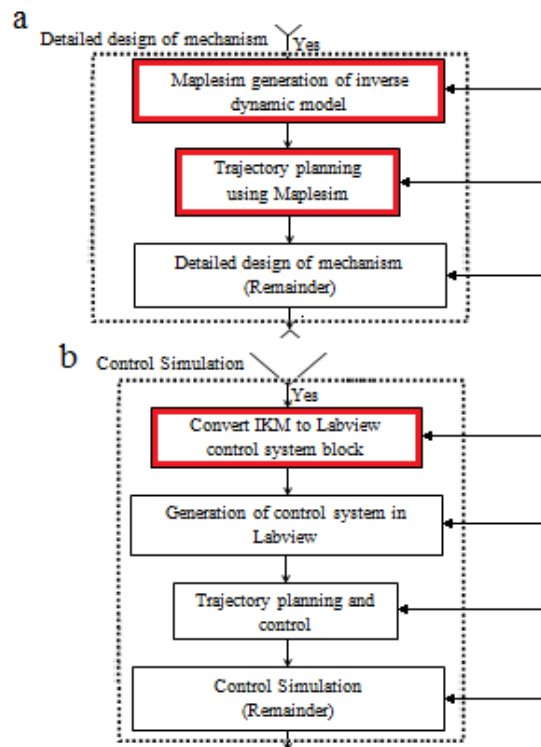 a
Detailed design of mechanism
Yes
Maplesim generation of inverse
dynamic model
Trajectory planning
using Maplesim
Detailed design of mechanism
(Remainder)
b
Control Simulation
Yes
Convert IKM to Labview
control system block
Generation of control system in
Labview
Trajectory planning and
control
Control Simulation
(Remainder)